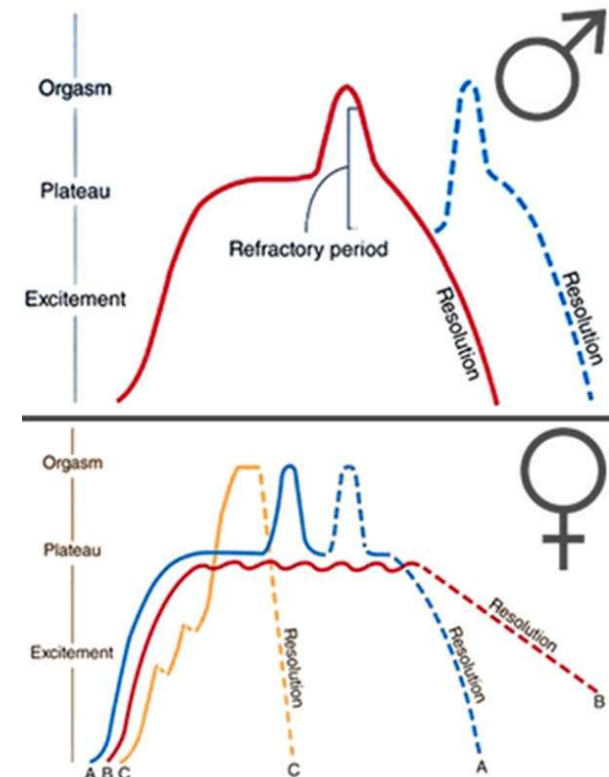 Orgasm
Plateau
Refractory period
Excitement
Resolution
Resolution
Orgasm
Plateau
Excitement
Resolution
Resolution
Resolution
B
A B C
C
A